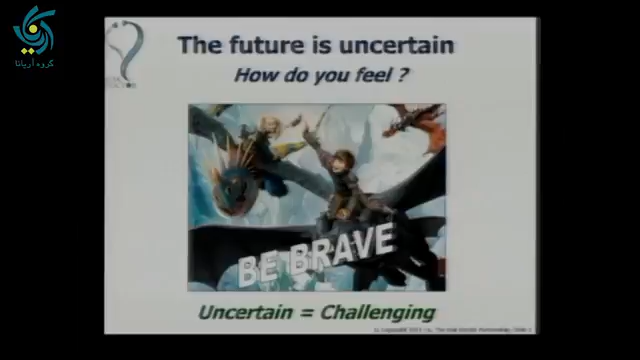 گروه آریانا
The future is uncertain
How do you feel ?
BE BRAVE
Uncertain = Challenging